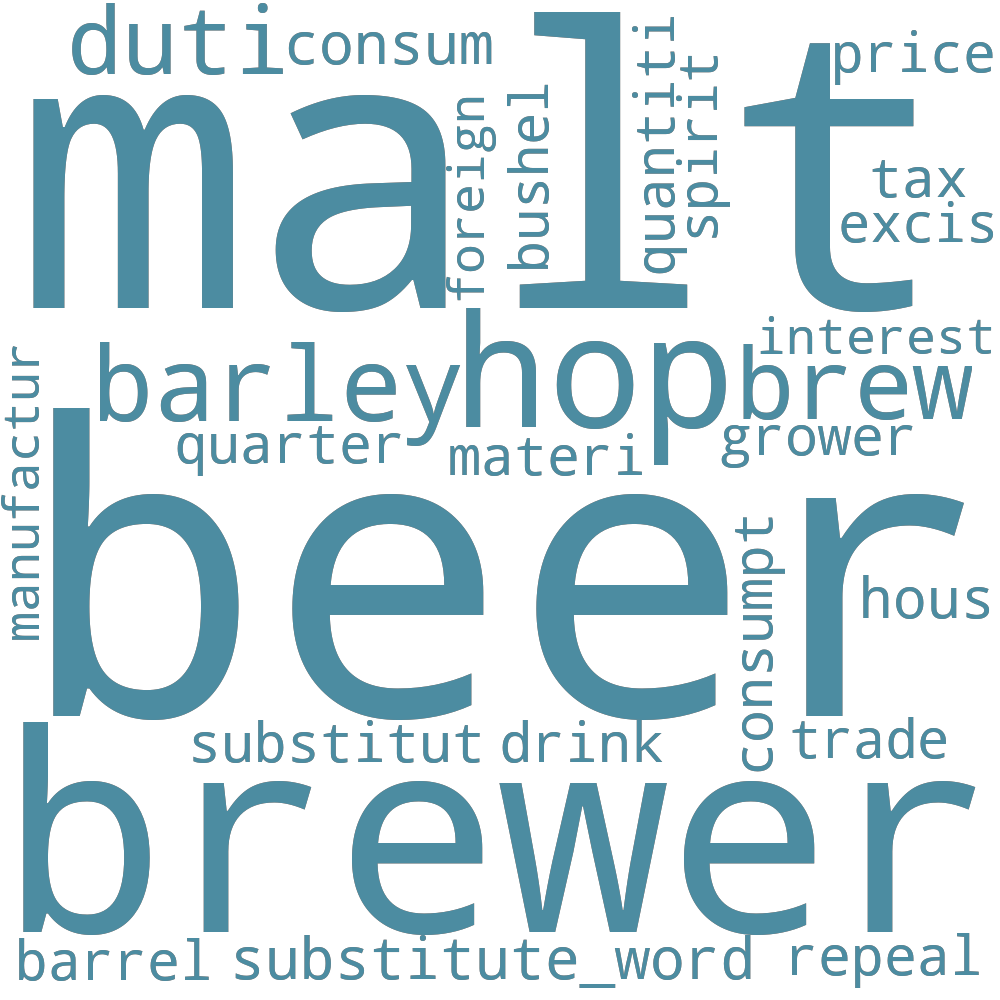 duti consum price
malt
foreign
bushel
quantiti
spirit
tax
excis
interest
barley hop brew
manufactur
quarter materi grower
beer
consumpt
hous
substitut drink trade
brewer
barrel substitute_word repeal